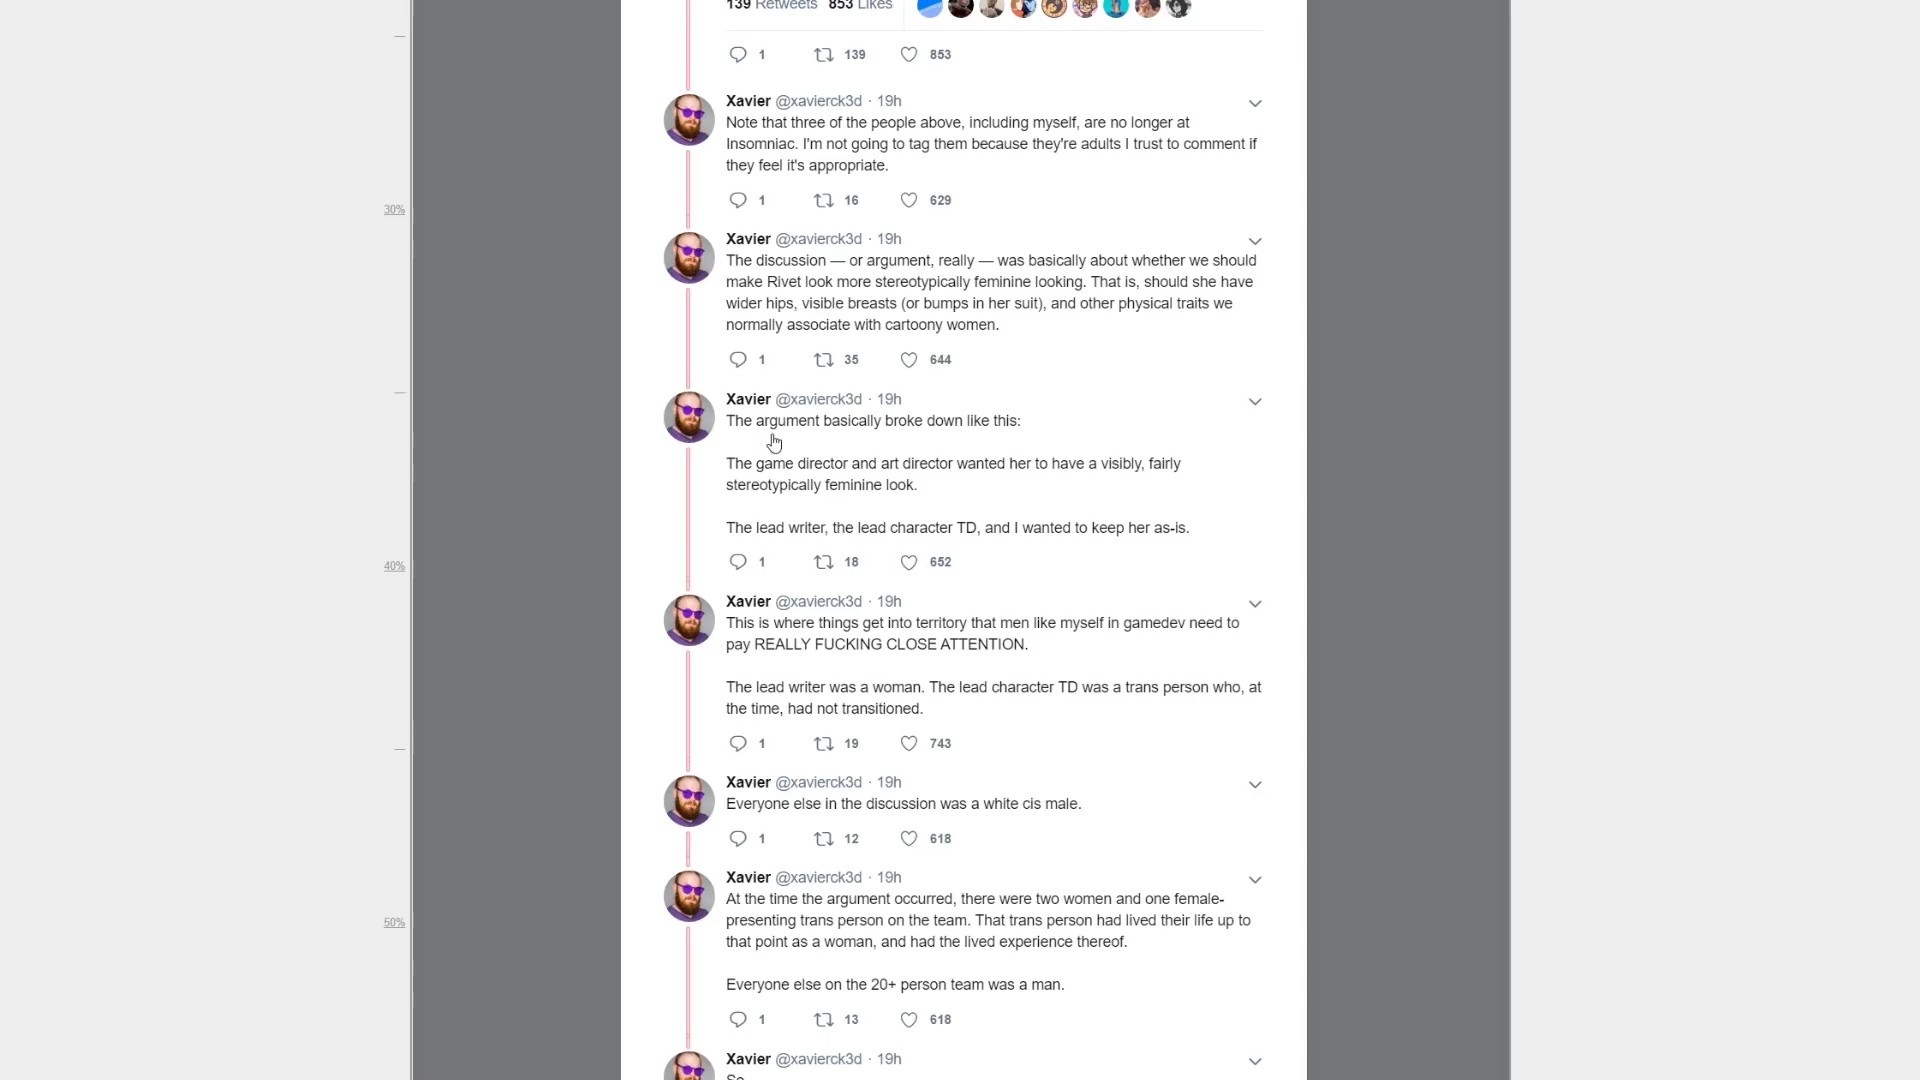 139 Retweets 853 Likes
1 139 853
Xavier @xavierck3d · 19h
Note that three of the people above, including myself, are no longer at
Insomniac. I'm not going to tag them because they're adults I trust to comment if
they feel it's appropriate.
1 16 629
30%
Xavier @xavierck3d · 19h
The discussion — or argument, really — was basically about whether we should
make Rivet look more stereotypically feminine looking. That is, should she have
wider hips, visible breasts (or bumps in her suit), and other physical traits we
normally associate with cartoony women.
1 35 644
Xavier @xavierck3d · 19h
The argument basically broke down like this:
The game director and art director wanted her to have a visibly, fairly
stereotypically feminine look.
The lead writer, the lead character TD, and I wanted to keep her as-is.
1 18 652
40%
Xavier @xavierck3d · 19h
This is where things get into territory that men like myself in gamedev need to
pay REALLY FUCKING CLOSE ATTENTION.
The lead writer was a woman. The lead character TD was a trans person who, at
the time, had not transitioned.
1 19 743
Xavier @xavierck3d · 19h
Everyone else in the discussion was a white cis male.
1 12 618
Xavier @xavierck3d · 19h
At the time the argument occurred, there were two women and one female-
presenting trans person on the team. That trans person had lived their life up to
that point as a woman, and had the lived experience thereof.
50%
Everyone else on the 20+ person team was a man.
1 13 618
Xavier @xavierck3d · 19h